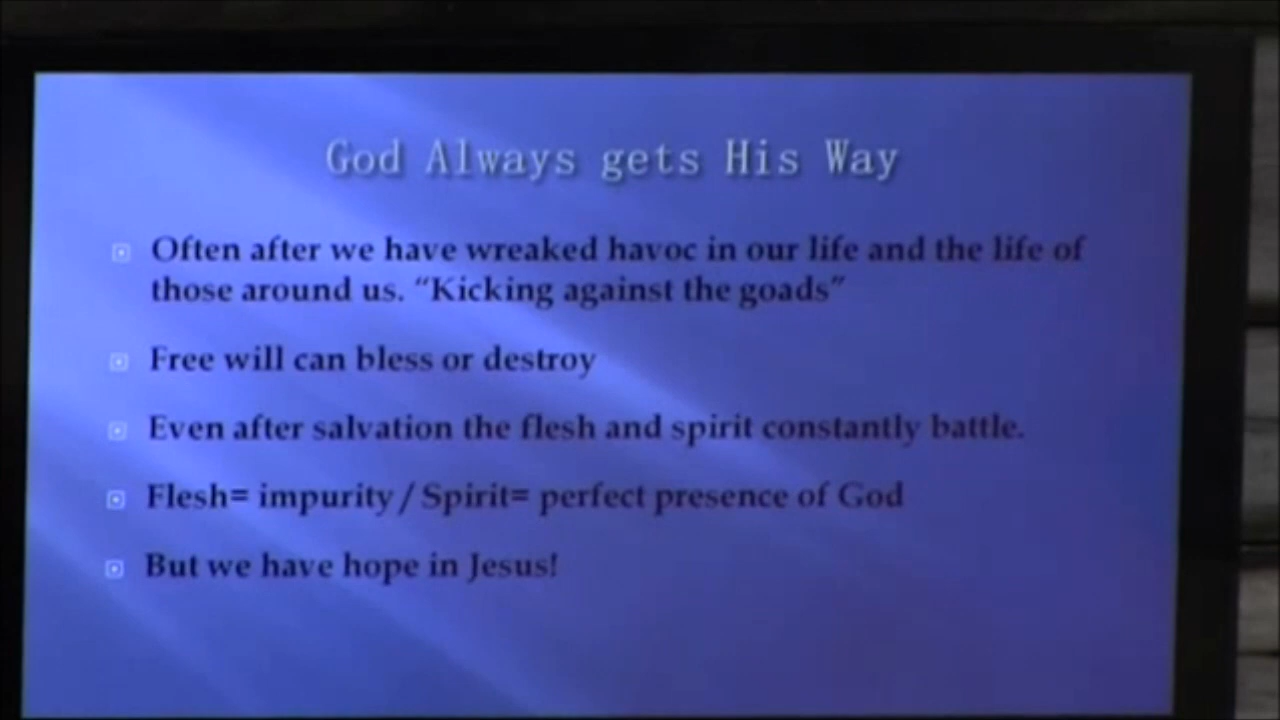 God Always gets His Way
Often after we have wreaked havoc in our life and the life of
those around us. “Kicking against the goads”
Free will can bless or destroy
Even after salvation the flesh and spirit constantly battle.
Flesh= impurity / Spirit= perfect presence of God
But we have hope in Jesus!